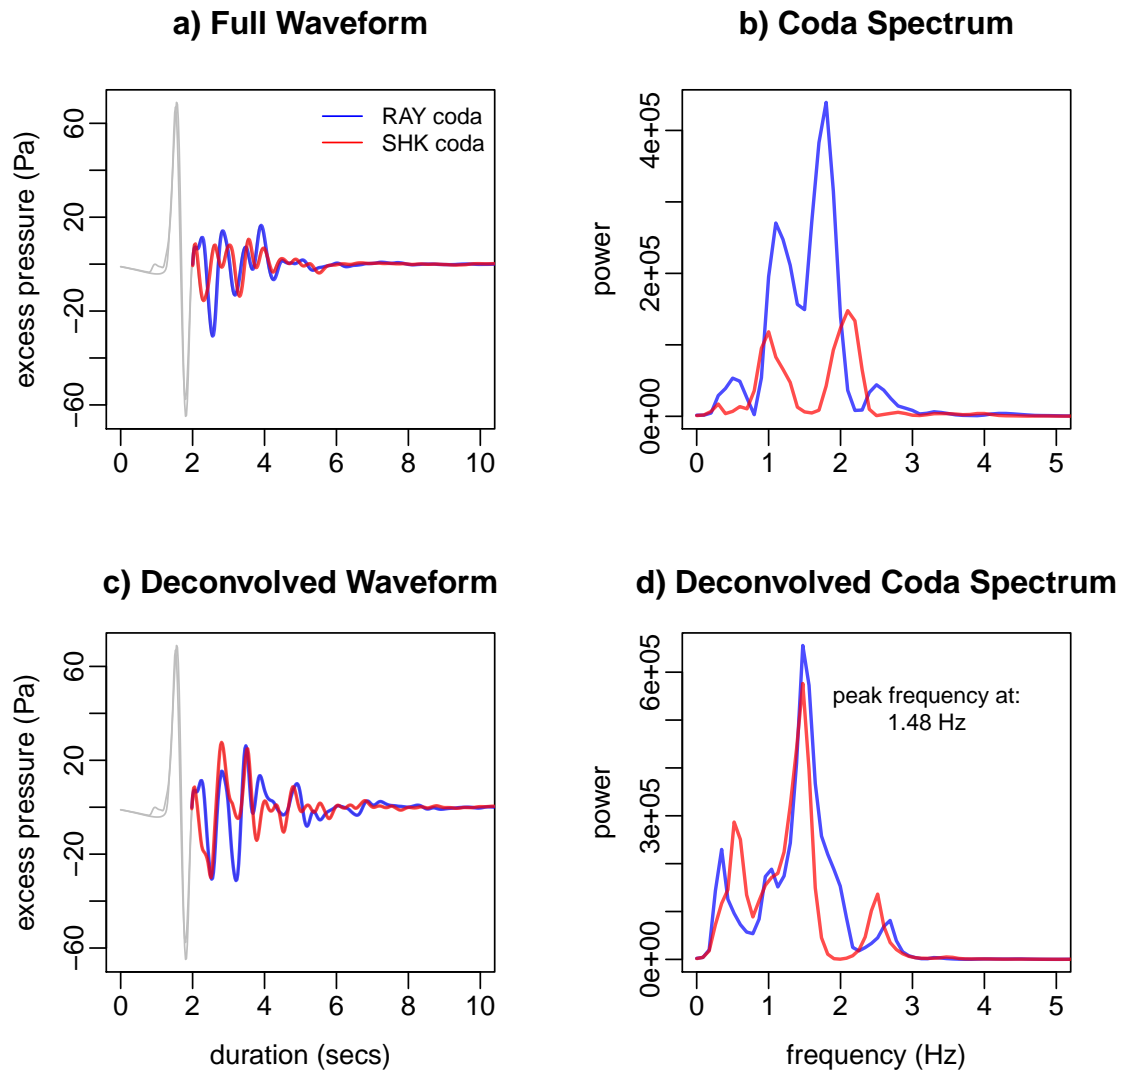 a) Full Waveform
excess pressure (Pa)
60
20
−20
−60
RAY coda
SHK coda
0 2 4 6 8 10
b) Coda Spectrum
power
4e+05
2e+05
0e+00
0 1 2 3 4 5
c) Deconvolved Waveform
excess pressure (Pa)
60
20
−20
−60
0 2 4 6 8 10
duration (secs)
d) Deconvolved Coda Spectrum
power
6e+05
3e+05
0e+00
peak frequency at:
1.48 Hz
0 1 2 3 4 5
frequency (Hz)